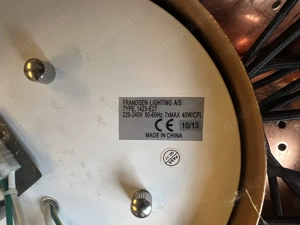 FRANDSEN LIGHTING A/S
TYPE. 1423-E27
220-240V 50-60Hz, 7xMAX 40W/CFL
CE 10/13
MADE IN CHINA